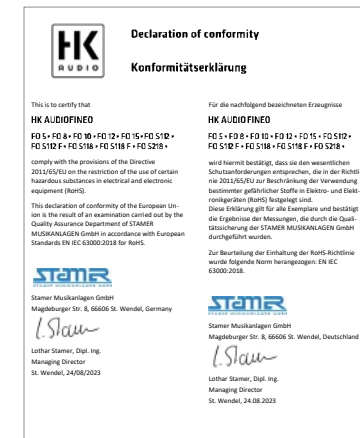 HK
AUDIO
Declaration of conformity
Konformitätserklärung
This is to certify that
HK AUDIO FINEO
FO 5 • FO 8 • FO 10 • FO 12 • FO 15 • FO S112 •
FO S112 F • FO S118 • FO S118 F • FO S218 •
comply with the provisions of the Directive
2011/65/EU on the restriction of the use of certain
hazardous substances in electrical and electronic
equipment (RoHS).
This declaration of conformity of the European Un-
ion is the result of an examination carried out by the
Quality Assurance Department of STAMER
MUSIKANLAGEN GmbH in accordance with European
Standards EN IEC 63000:2018 for RoHS.
STAMER
Stamer Musikanlagen GmbH
Magdeburger Str. 8, 66606 St. Wendel, Germany
Lothar Stamer, Dipl. Ing.
Managing Director
St. Wendel, 24/08/2023
Für die nachfolgend bezeichneten Erzeugnisse
HK AUDIO FINEO
FO 5 • FO 8 • FO 10 • FO 12 • FO 15 • FO S112 •
FO S112 F • FO S118 • FO S118 F • FO S218 •
wird hiermit bestätigt, dass sie den wesentlichen
Schutzanforderungen entsprechen, die in der Richtli-
nie 2011/65/EU zur Beschränkung der Verwendung
bestimmter gefährlicher Stoffe in Elektro- und Elekt-
ronikgeräten (RoHS) festgelegt sind.
Diese Erklärung gilt für alle Exemplare und bestätigt
die Ergebnisse der Messungen, die durch die Quali-
tätssicherung der STAMER MUSIKANLAGEN GmbH
durchgeführt wurden.
Zur Beurteilung der Einhaltung der RoHS-Richtlinie
wurde folgende Norm herangezogen: EN IEC
63000:2018.
STAMER
Stamer Musikanlagen GmbH
Magdeburger Str. 8, 66606 St. Wendel, Deutschland
Lothar Stamer, Dipl. Ing.
Managing Director
St. Wendel, 24.08.2023